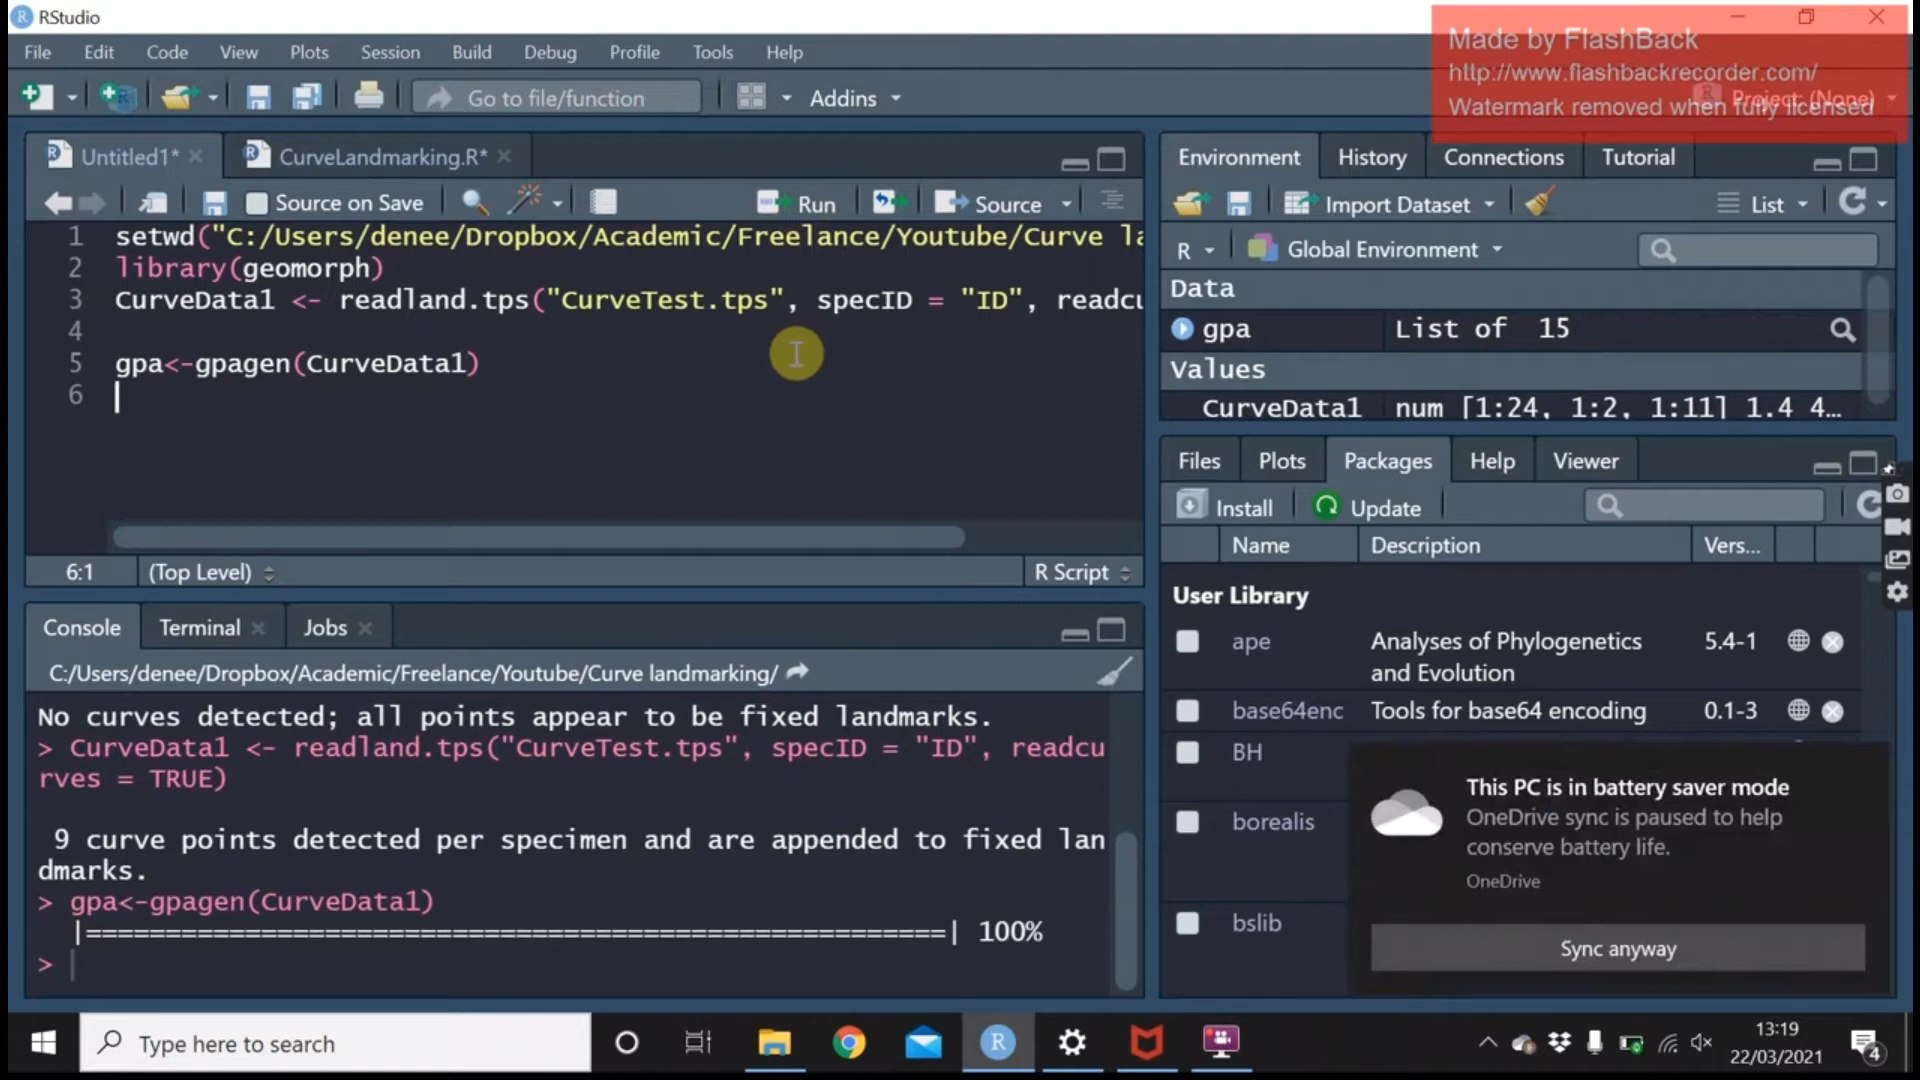 RStudio
Made by FlashBack
http://www.flashbackrecorder.com/
Watermark removed when fully licensed
File Edit Code View Plots Session Build Debug Profile Tools Help
Go to file/function Addins
Project: (None)
Untitled1* CurveLandmarking.R*
Source on Save Run Source
1 setwd("C:/Users/denee/Dropbox/Academic/Freelance/Youtube/Curve la
2 library(geomorph)
3 CurveData1 <- readland.tps("CurveTest.tps", specID = "ID", readcu
4
5 gpa<-gpagen(CurveData1)
6
6:1 (Top Level) R Script
Console Terminal Jobs
C:/Users/denee/Dropbox/Academic/Freelance/Youtube/Curve landmarking/
No curves detected; all points appear to be fixed landmarks.
> CurveData1 <- readland.tps("CurveTest.tps", specID = "ID", readcu
rves = TRUE)
9 curve points detected per specimen and are appended to fixed lan
dmarks.
> gpa<-gpagen(CurveData1)
|======================================================| 100%
>
Environment History Connections Tutorial
Import Dataset List
R Global Environment
Data
gpa List of 15
Values
CurveData1 num [1:24, 1:2, 1:11] 1.4 4...
Files Plots Packages Help Viewer
Install Update
Name Description Vers...
User Library
ape Analyses of Phylogenetics 5.4-1
and Evolution
base64enc Tools for base64 encoding 0.1-3
BH
borealis
bslib
This PC is in battery saver mode
OneDrive sync is paused to help
conserve battery life.
OneDrive
Sync anyway
Type here to search
R
13:19
22/03/2021
4